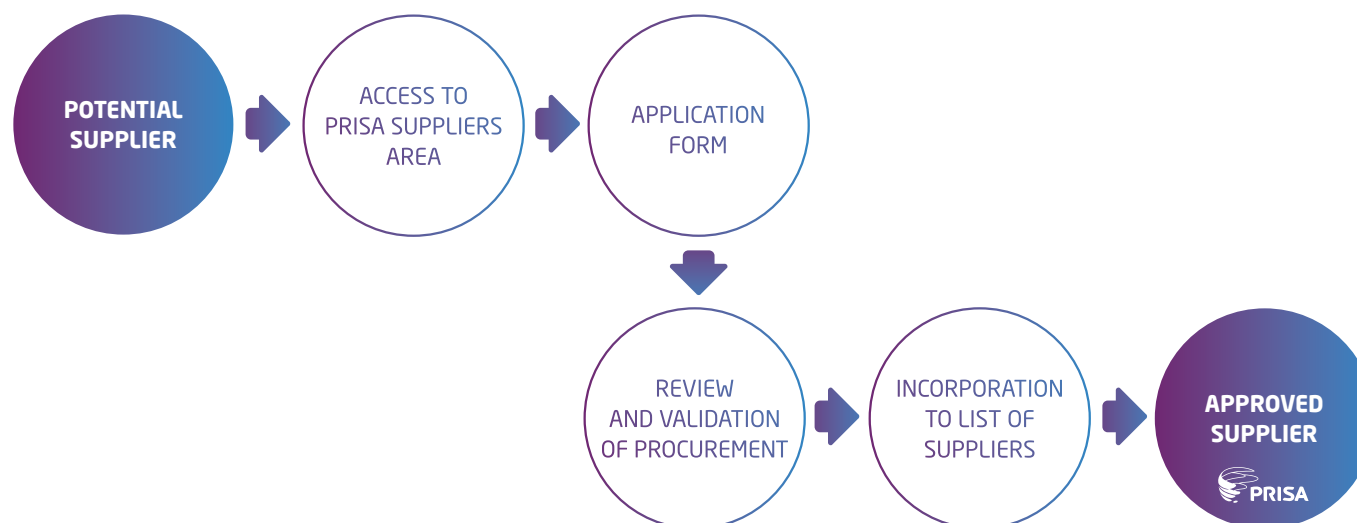 POTENTIAL
SUPPLIER
ACCESS TO
PRISA SUPPLIERS
AREA
APPLICATION
FORM
REVIEW
AND VALIDATION
OF PROCUREMENT
INCORPORATION
TO LIST OF
SUPPLIERS
APPROVED
SUPPLIER
PRISA